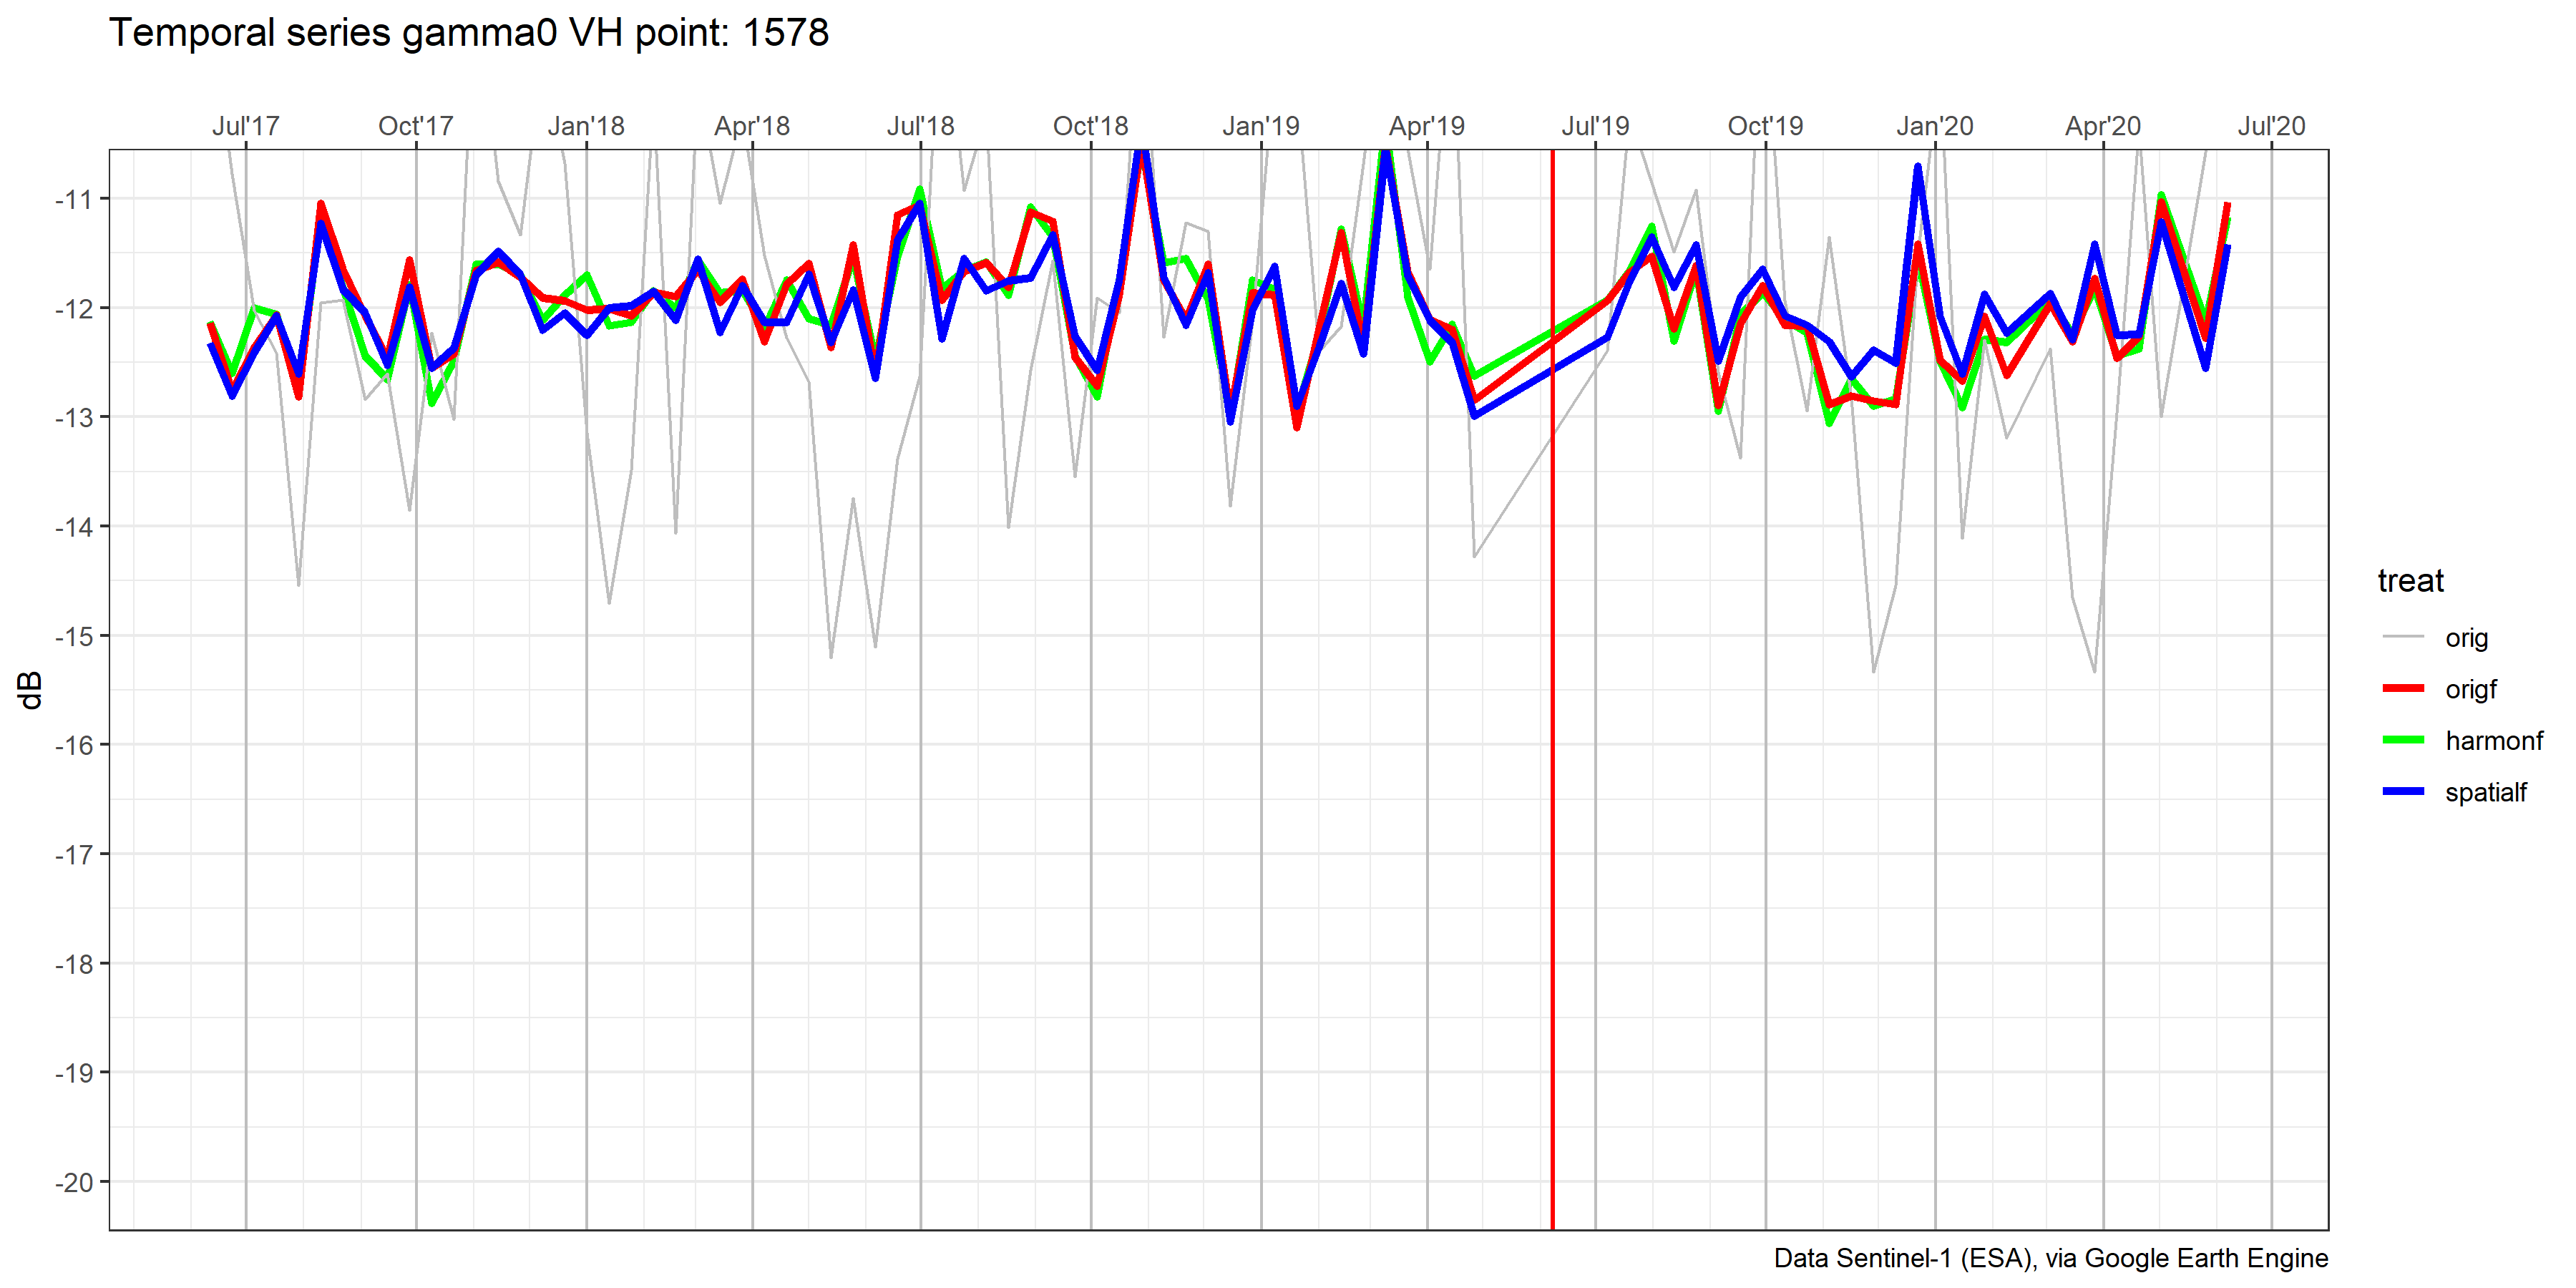 Temporal series gamma0 VH point: 1578
Jul'17 Oct'17 Jan'18 Apr'18 Jul'18 Oct'18 Jan'19 Apr'19 Jul'19 Oct'19 Jan'20 Apr'20 Jul'20
-11
-12
-13
-14
-15
-16
-17
-18
-19
-20
dB
treat
orig
origf
harmonf
spatialf
Data Sentinel-1 (ESA), via Google Earth Engine